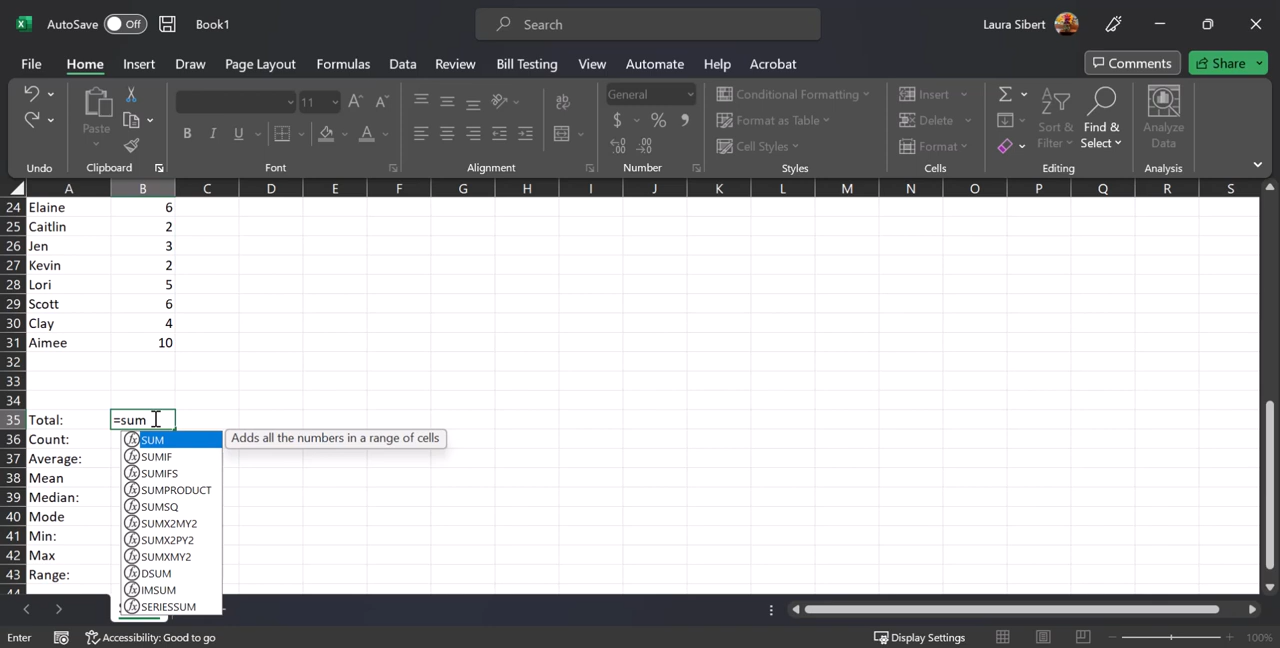 AutoSave Off Book1 Search Laura Sibert
File Home Insert Draw Page Layout Formulas Data Review Bill Testing View Automate Help Acrobat Comments Share
11 General Conditional Formatting Insert
Paste $ % Format as Table Delete Sort & Find & Analyze
B I U Cell Styles Format Filter Select Data
Undo Clipboard Font Alignment Number Styles Cells Editing Analysis
A B C D E F G H I J K L M N O P Q R S
24 Elaine 6
25 Caitlin 2
26 Jen 3
27 Kevin 2
28 Lori 5
29 Scott 6
30 Clay 4
31 Aimee 10
32
33
34
35 Total: =sum
36 Count: SUM Adds all the numbers in a range of cells
37 Average: SUMIF
SUMIFS
38 Mean SUMPRODUCT
39 Median: SUMSQ
40 Mode SUMX2MY2
41 Min: SUMX2PY2
42 Max SUMXMY2
43 Range: DSUM
IMSUM
SERIESSUM
Enter Accessibility: Good to go Display Settings 100%